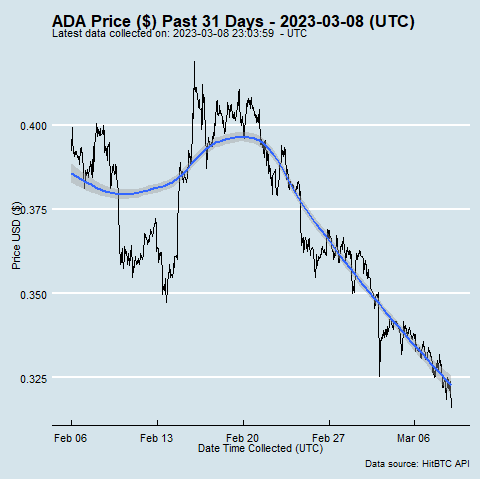 ADA Price ($) Past 31 Days - 2023-03-08 (UTC)
Latest data collected on: 2023-03-08 23:03:59 - UTC
0.400
0.375
0.350
0.325
Price USD ($)
Feb 06 Feb 13 Feb 20 Feb 27 Mar 06
Date Time Collected (UTC)
Data source: HitBTC API